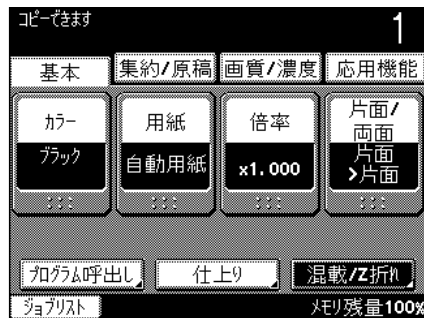 コピーできます
1
基本 集約/原稿 画質/濃度 応用機能
カラー 用紙 倍率 片面/両面
ブラック 自動用紙 x1.000 片面>片面
プログラム呼出し 仕上り 混載/Z折れ
ジョブリスト メモリ残量100%